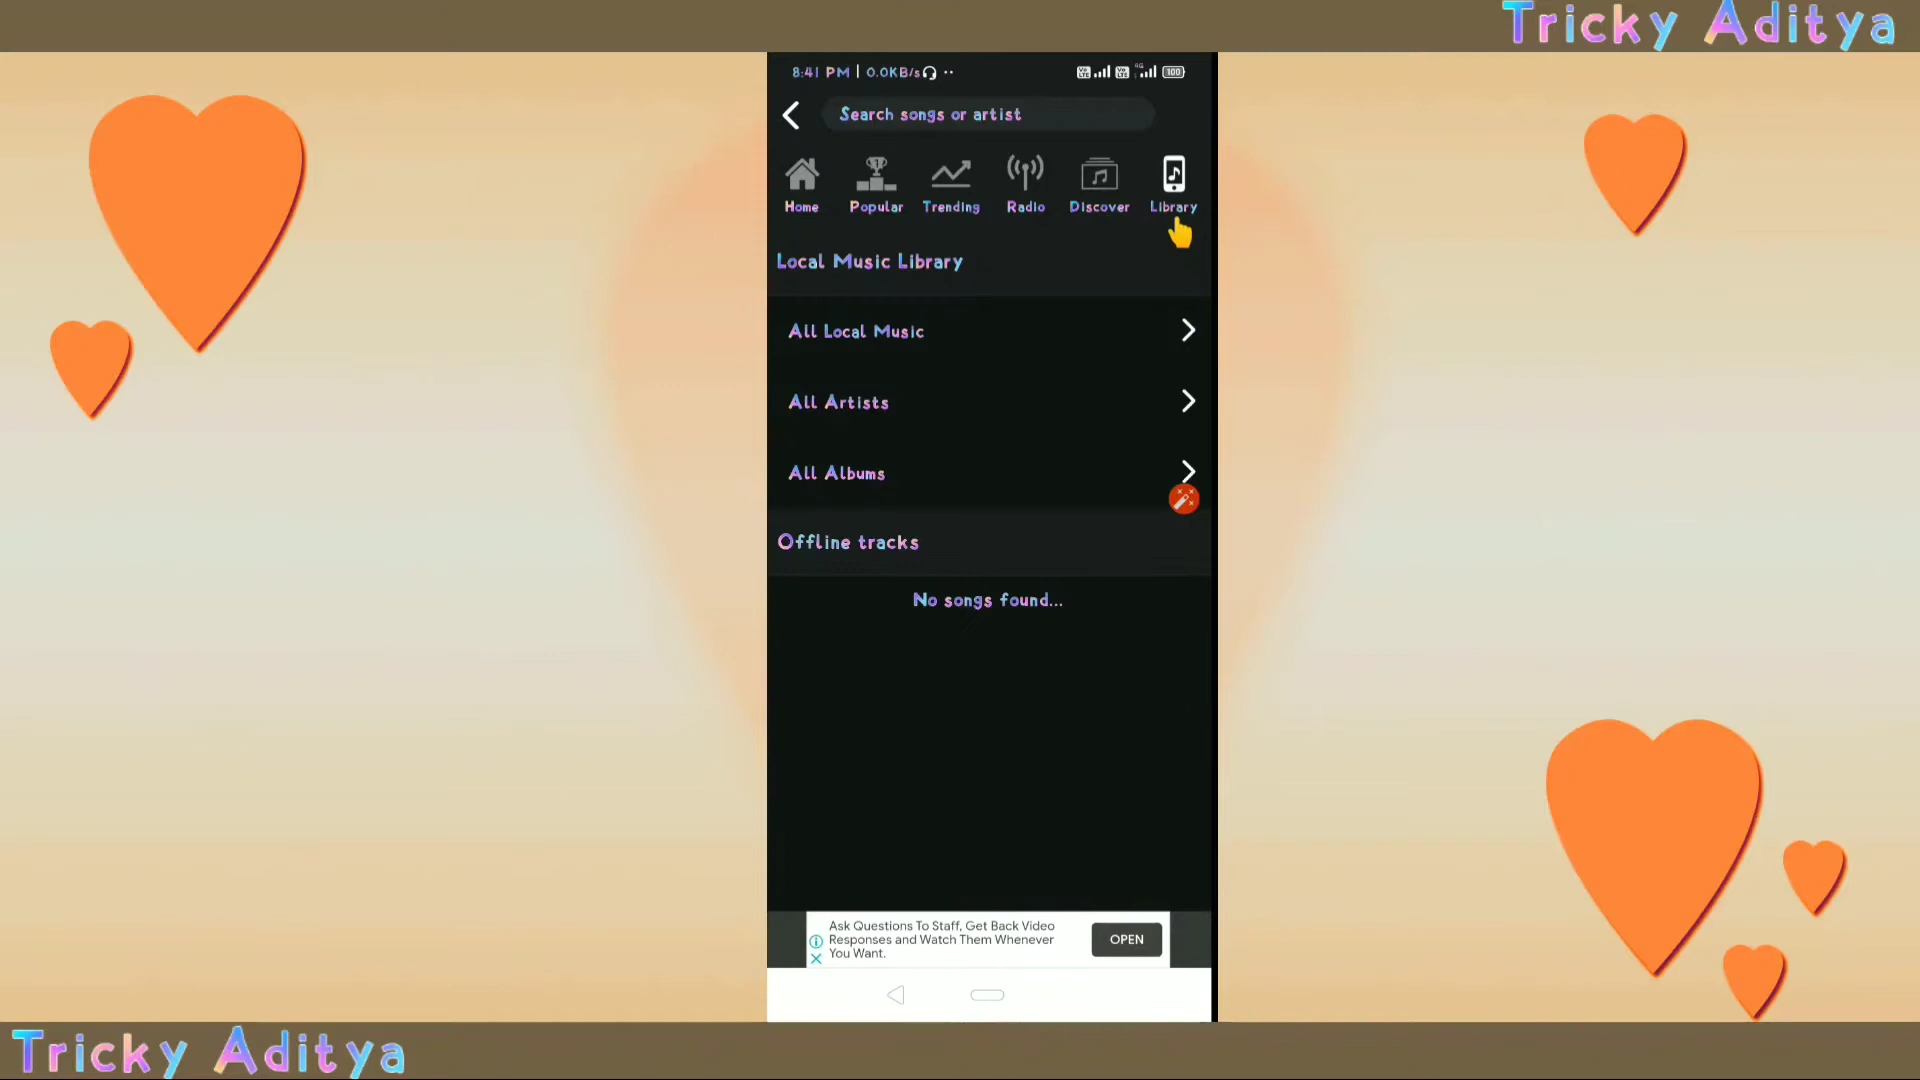 Tricky Aditya
8:41 PM | 0.0KB/s
100
Search songs or artist
Home Popular Trending Radio Discover Library
Local Music Library
All Local Music
All Artists
All Albums
Offline tracks
No songs found...
Ask Questions To Staff, Get Back Video
Responses and Watch Them Whenever
You Want.
OPEN
Tricky Aditya